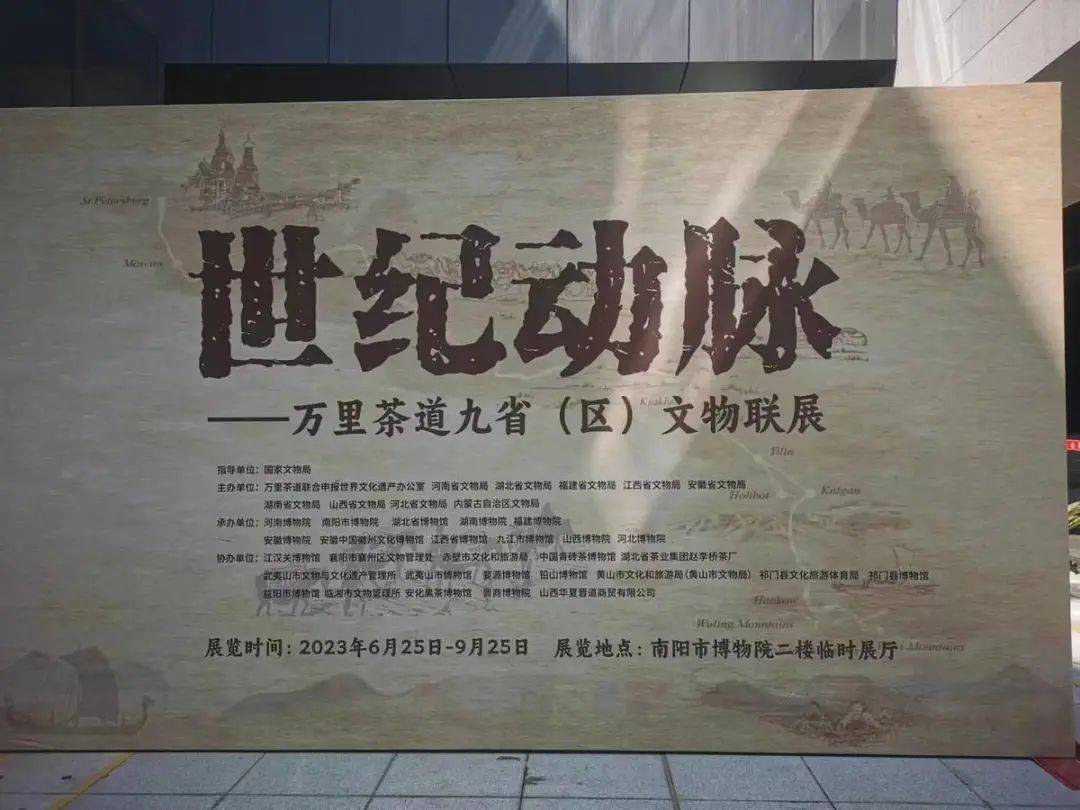 St.Petersburg
Moscow
世纪动脉
——万里茶道九省（区）文物联展
Kiakhta
Yilin
Hohhot
Kalgan
指导单位：国家文物局
主办单位：万里茶道联合申报世界文化遗产办公室 河南省文物局 湖北省文物局 福建省文物局 江西省文物局 安徽省文物局
湖南省文物局 山西省文物局 河北省文物局 内蒙古自治区文物局
承办单位：河南博物院 南阳市博物院 湖北省博物馆 湖南博物院 福建博物院
安徽博物院 安徽中国徽州文化博物馆 江西省博物馆 九江市博物馆 山西博物院 河北博物院
协办单位：江汉关博物馆 襄阳市襄州区文物管理处 赤壁市文化和旅游局 中国青砖茶博物馆 湖北省茶业集团赵李桥茶厂
武夷山市文物与文化遗产管理所 武夷山市博物馆 婺源博物馆 铅山博物馆 黄山市文化和旅游局(黄山市文物局) 祁门县文化旅游体育局 祁门县博物馆
益阳市博物馆 临湘市文物管理所 安化黑茶博物馆 晋商博物院 山西华夏晋道商贸有限公司
Hankow
Wuling Mountains
展览时间：2023年6月25日-9月25日 展览地点：南阳市博物院二楼临时展厅
Mountains